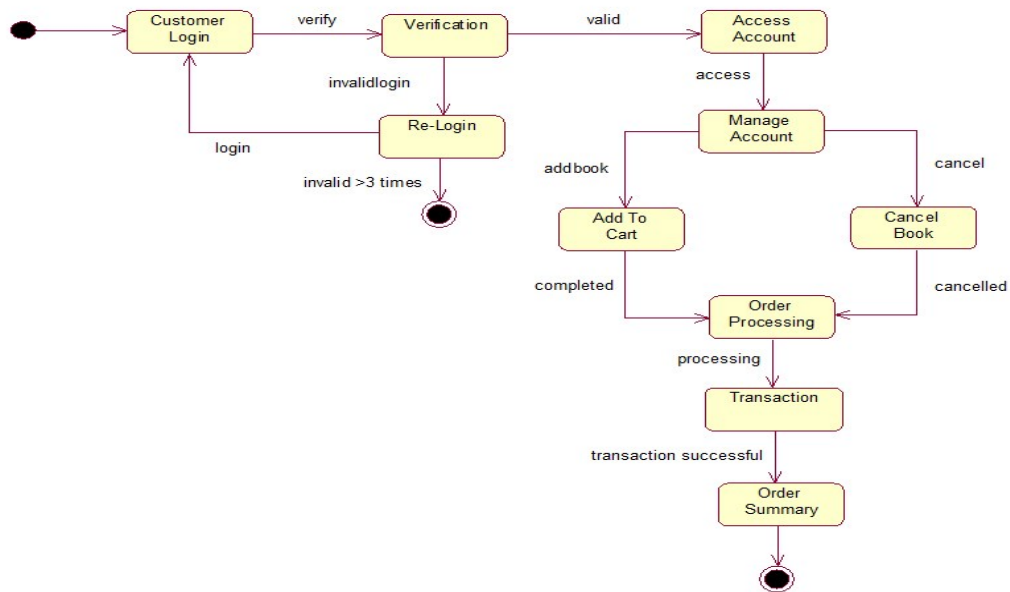 Customer
Login
verify
Verification
valid
Access
Account
invalidlogin
access
Re-Login
login
invalid >3 times
Manage
Account
addbook
cancel
Add To
Cart
Cancel
Book
completed
cancelled
Order
Processing
processing
Transaction
transaction successful
Order
Summary